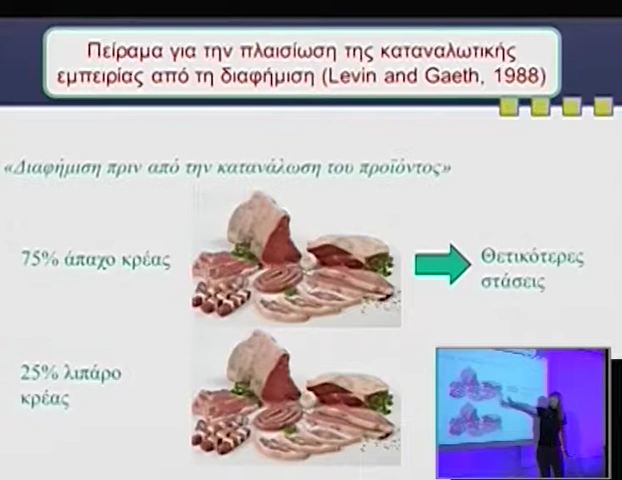 Πείραμα για την πλαισίωση της καταναλωτικής
εμπειρίας από τη διαφήμιση (Levin and Gaeth, 1988)
«Διαφήμιση πριν από την κατανάλωση του προϊόντος»
75% άπαχο κρέας
Θετικότερες
στάσεις
25% λιπάρο
κρέας